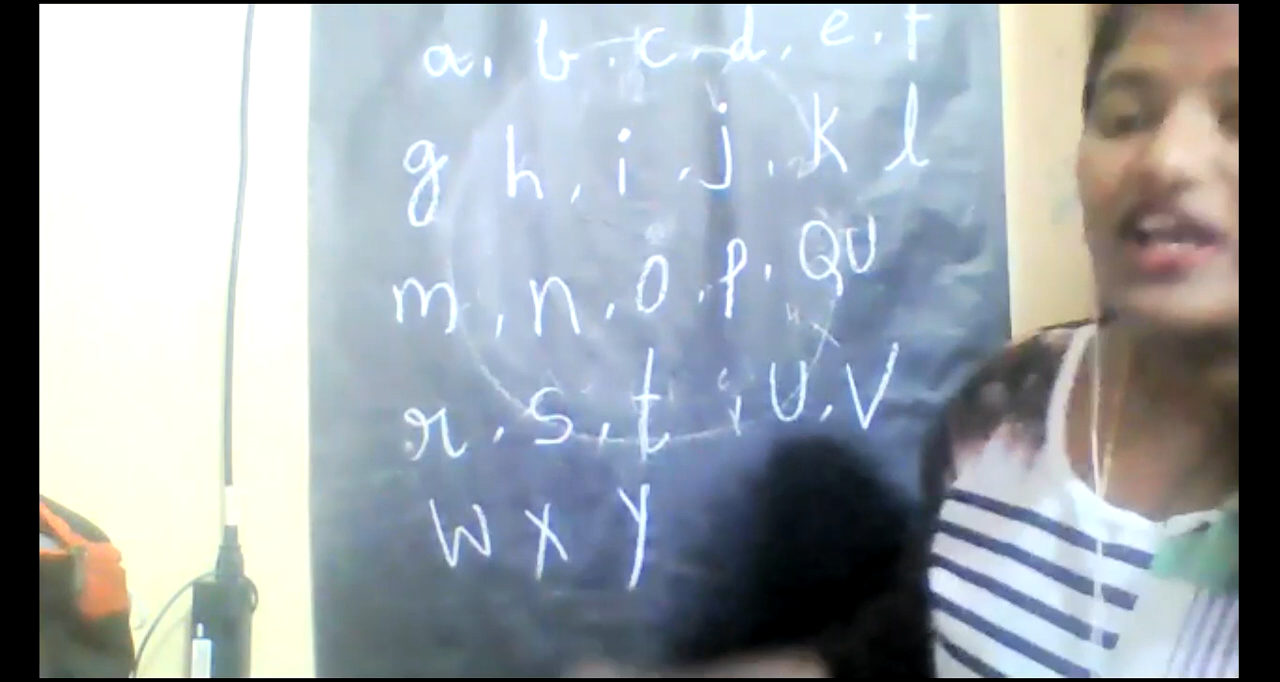 a, b, c, d, e, f
g h, i, j, k l
m, n, o, p, QU
r, s, t, U, V
W X Y